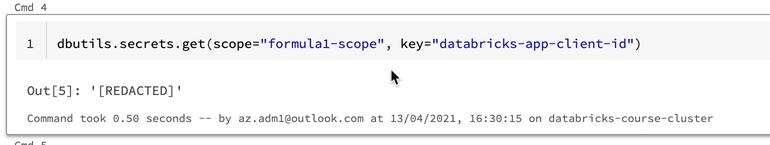 Cmd 4
1 dbutils.secrets.get(scope="formula1-scope", key="databricks-app-client-id")
Out[5]: '[REDACTED]'
Command took 0.50 seconds -- by az.adm1@outlook.com at 13/04/2021, 16:30:15 on databricks-course-cluster
Cmd 5